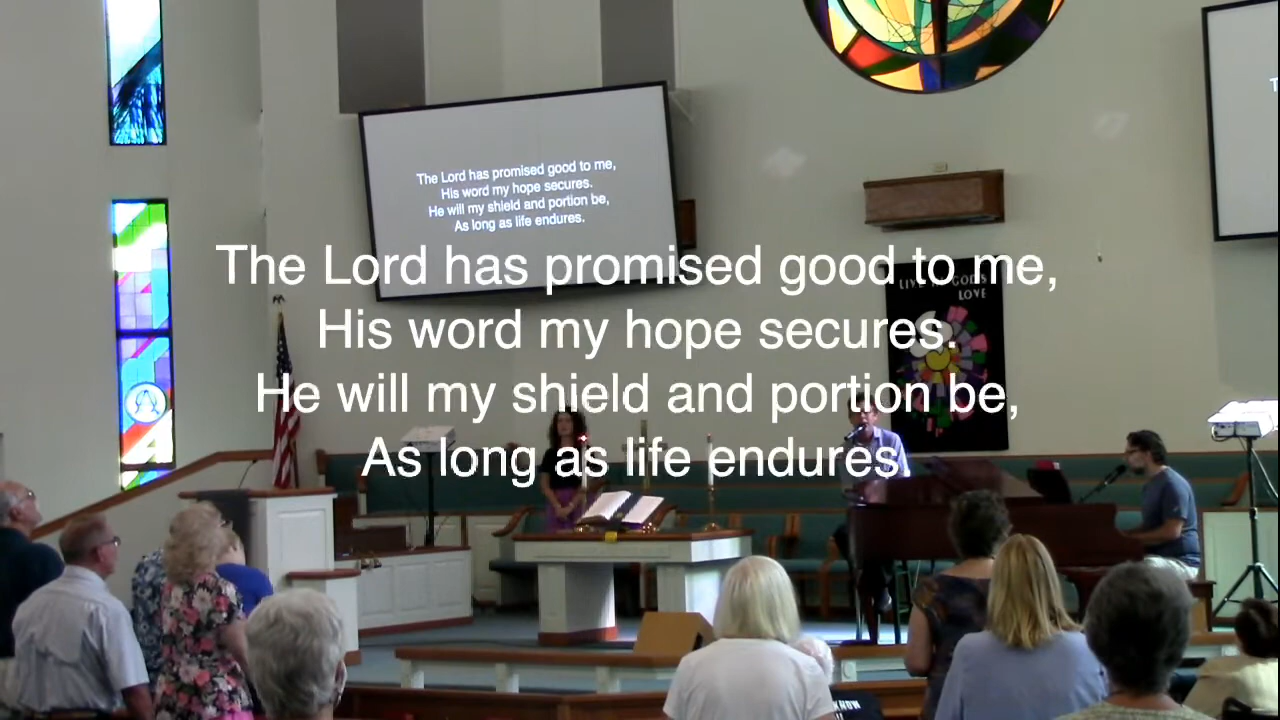 The Lord has promised good to me,
His word my hope secures.
He will my shield and portion be,
As long as life endures.
The Lord has promised good to me,
His word my hope secures.
He will my shield and portion be,
As long as life endures.
LOVE
KNOW